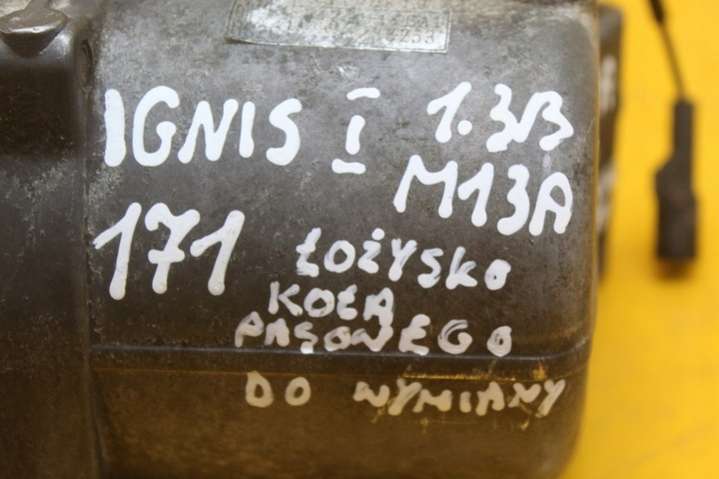 IGNIS I 1.3B
M13A
171 ŁOŻYSKO
KOŁA
PASOWEGO
DO WYMIANY